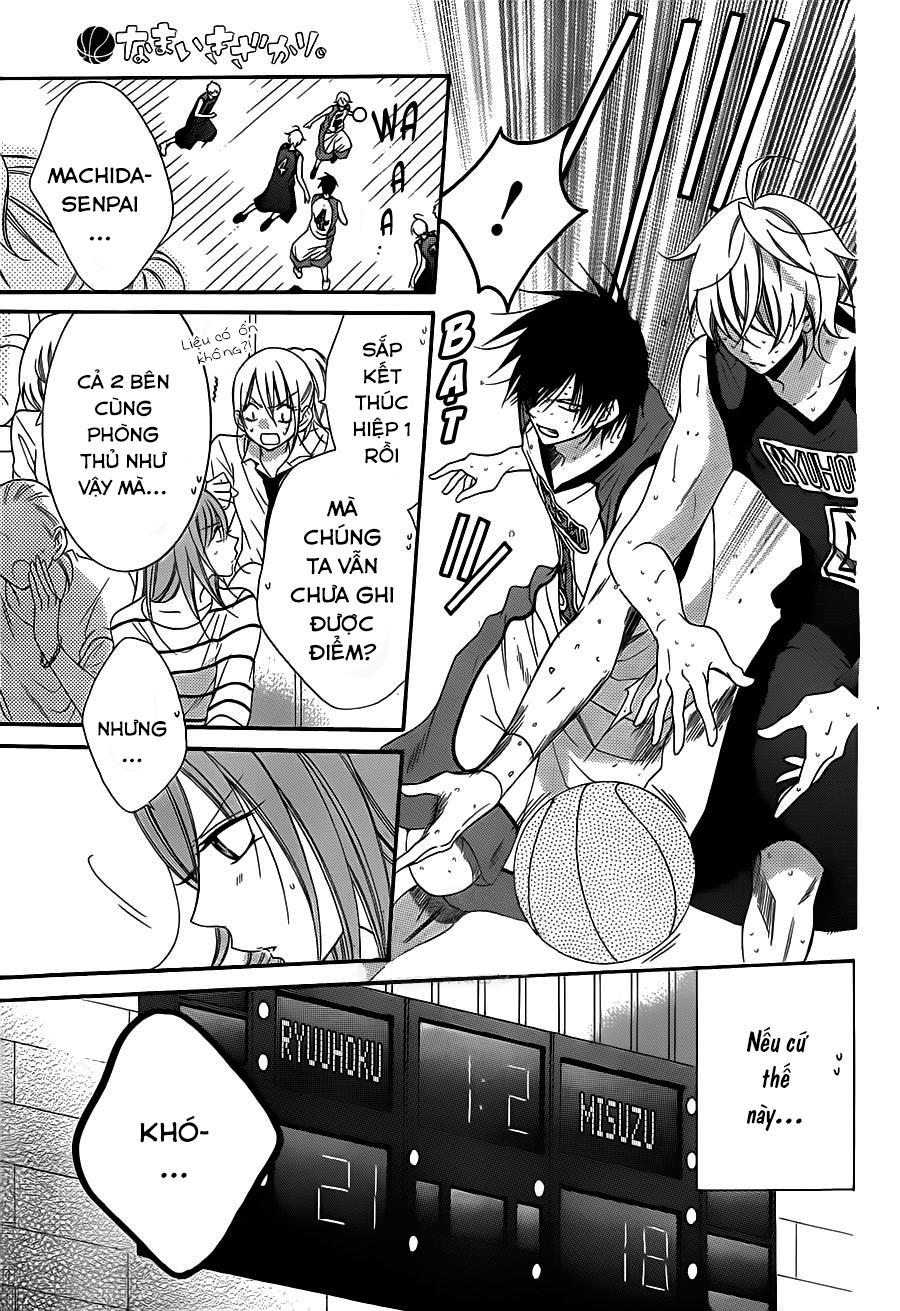 なまいきざかり。
!
BẠT
WA
A
A...
MACHIDA-
SENPAI
...
SẮP
KẾT
THÚC
HIỆP 1
RỒI
MÀ
CHÚNG
TA VẪN
CHƯA GHI
ĐƯỢC
ĐIỂM?
Liệu có ổn
không?!
CẢ 2 BÊN
CÙNG
PHÒNG
THỦ NHƯ
VẬY MÀ...
NHƯNG
...
RYUHOU
Nếu cứ
thế
này...
RYUUHOKU
1:2
MISUZU
21
18
KHÓ-
...